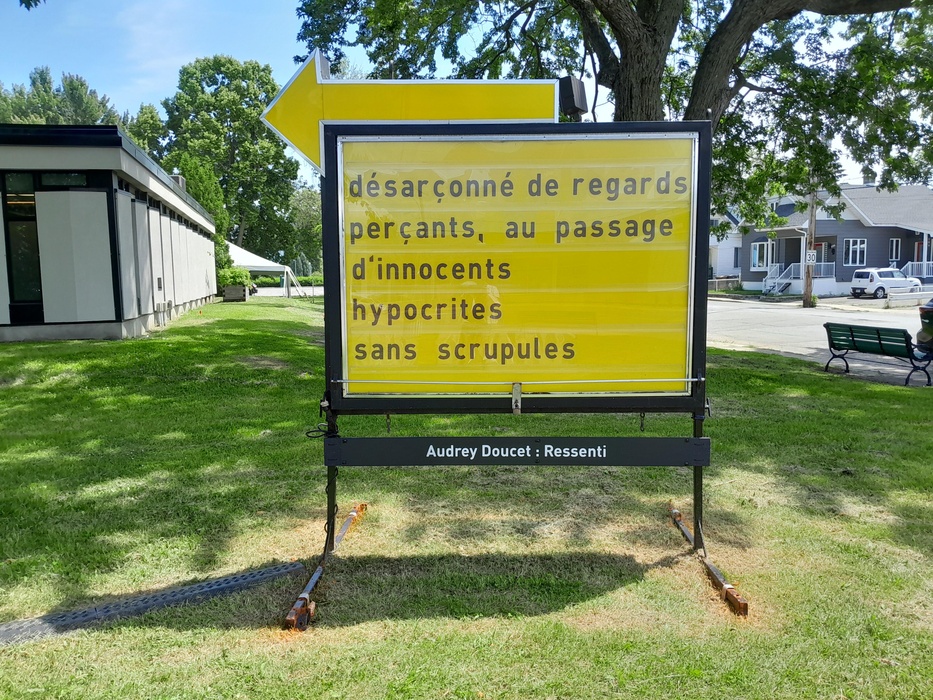 désarçonné de regards
perçants, au passage
d'innocents
hypocrites
sans scrupules
Audrey Doucet : Ressenti
30